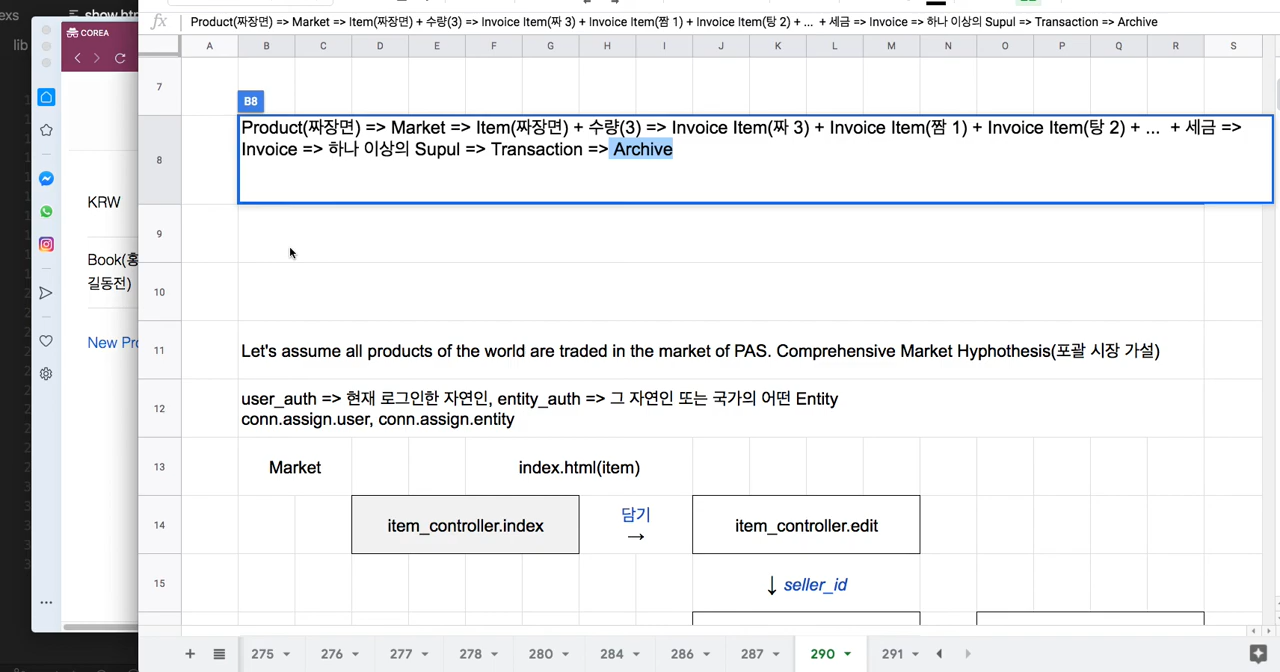 exs
show.htm
lib
COREA
KRW
Book(홍
길동전)
New Pro
fx
Product(짜장면) => Market => Item(짜장면) + 수량(3) => Invoice Item(짜 3) + Invoice Item(짬 1) + Invoice Item(탕 2) + ... + 세금 => Invoice => 하나 이상의 Supul => Transaction => Archive
A B C D E F G H I J K L M N O P Q R S
7
B8
8
Product(짜장면) => Market => Item(짜장면) + 수량(3) => Invoice Item(짜 3) + Invoice Item(짬 1) + Invoice Item(탕 2) + ... + 세금 =>
Invoice => 하나 이상의 Supul => Transaction => Archive
9
10
11
Let's assume all products of the world are traded in the market of PAS. Comprehensive Market Hyphothesis(포괄 시장 가설)
12
user_auth => 현재 로그인한 자연인, entity_auth => 그 자연인 또는 국가의 어떤 Entity
conn.assign.user, conn.assign.entity
13
Market index.html(item)
14
item_controller.index 담기 item_controller.edit
→
15
↓ seller_id
275 276 277 278 280 284 286 287 290 291